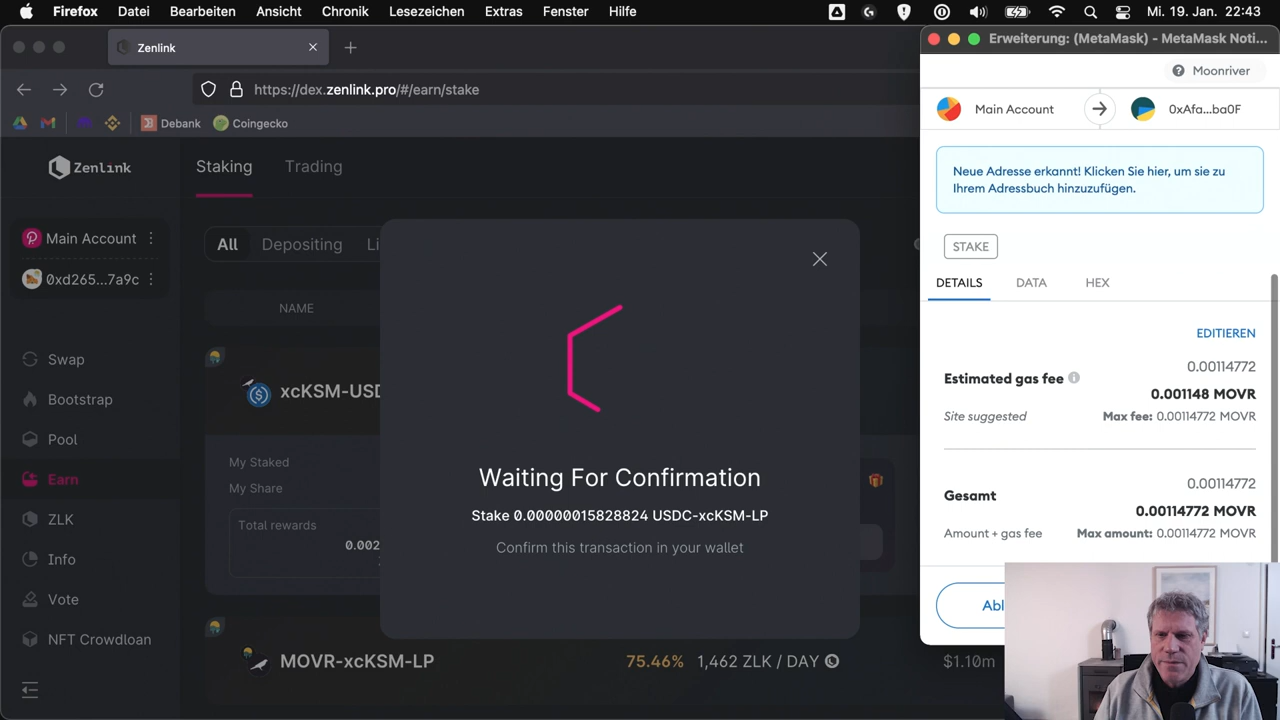 Firefox Datei Bearbeiten Ansicht Chronik Lesezeichen Extras Fenster Hilfe Mi. 19. Jan. 22:43
Zenlink
Erweiterung: (MetaMask) - MetaMask Noti...
https://dex.zenlink.pro/#/earn/stake
Moonriver
Debank Coingecko
Main Account 0xAfa...ba0F
Zenlink
Staking Trading
Neue Adresse erkannt! Klicken Sie hier, um sie zu
Ihrem Adressbuch hinzuzufügen.
Main Account
0xd265...7a9c
All Depositing Li
STAKE
DETAILS DATA HEX
NAME
EDITIEREN
Swap
Bootstrap
Pool
Earn
ZLK
Info
Vote
NFT Crowdloan
xcKSM-USD
My Staked
My Share
Total rewards
0.002
Waiting For Confirmation
Stake 0.00000015828824 USDC-xcKSM-LP
Confirm this transaction in your wallet
0.00114772
Estimated gas fee
0.001148 MOVR
Site suggested Max fee: 0.00114772 MOVR
0.00114772
Gesamt
0.00114772 MOVR
Amount + gas fee Max amount: 0.00114772 MOVR
Abl
MOVR-xcKSM-LP 75.46% 1,462 ZLK / DAY $1.10m